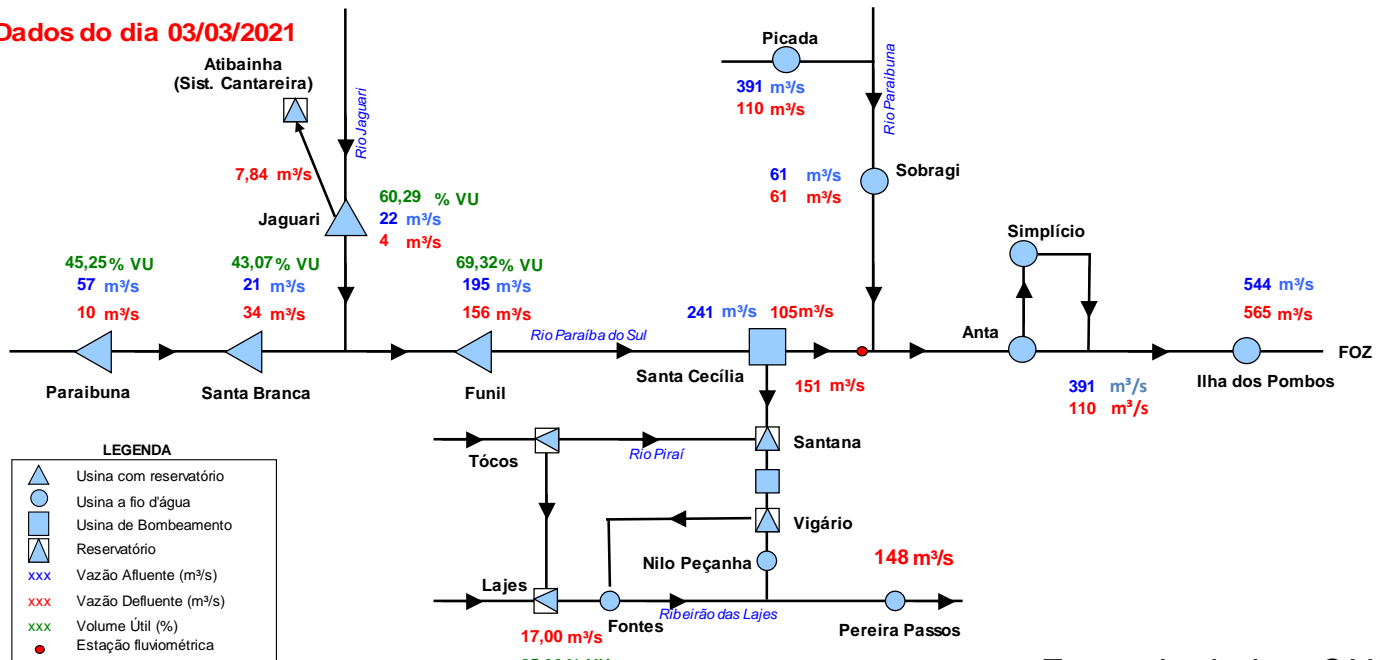 Dados do dia 03/03/2021
Atibainha
(Sist. Cantareira)
Rio Jaguari
7,84 m³/s
Jaguari
60,29 % VU
22 m³/s
4 m³/s
Picada
391 m³/s
110 m³/s
Rio Paraibuna
61 m³/s
61 m³/s
Sobragi
Simplício
45,25% VU
57 m³/s
10 m³/s
Paraibuna
43,07% VU
21 m³/s
34 m³/s
Santa Branca
69,32% VU
195 m³/s
156 m³/s
Funil
Rio Paraíba do Sul
241 m³/s 105m³/s
Santa Cecília
151 m³/s
Anta
391 m³/s
110 m³/s
544 m³/s
565 m³/s
Ilha dos Pombos
FOZ
Tócos
Rio Piraí
Santana
Vigário
Nilo Peçanha
148 m³/s
Lajes
17,00 m³/s
Fontes
Ribeirão das Lajes
Pereira Passos
LEGENDA
Usina com reservatório
Usina a fio d'água
Usina de Bombeamento
Reservatório
xxx Vazão Afluente (m³/s)
xxx Vazão Defluente (m³/s)
xxx Volume Útil (%)
Estação fluviométrica